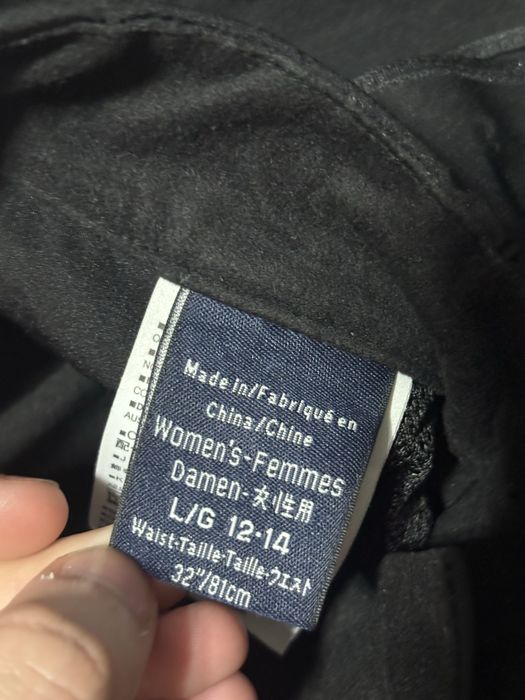 Made in/Fabriqué en
China/Chine
Women's-Femmes
Damen-女性用
L/G 12-14
Waist-Taille-Taille-ウエスト
32"/81cm